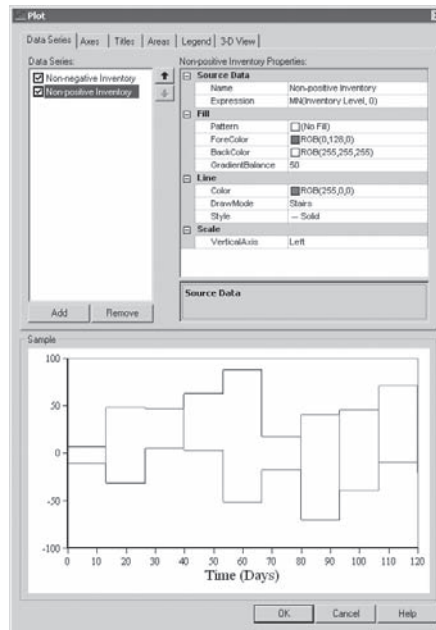 Plot
Data Series Axes Titles Areas Legend 3-D View
Data Series:
Non-negative Inventory
Non-positive Inventory
Add Remove
Non-positive Inventory Properties:
Source Data
Name Non-positive Inventory
Expression MN(Inventory Level, 0)
Fill
Pattern (No Fill)
ForeColor RGB(0,128,0)
BackColor RGB(255,255,255)
GradientBalance 50
Line
Color RGB(255,0,0)
DrawMode Stairs
Style Solid
Scale
VerticalAxis Left
Source Data
Sample
100
50
0
-50
-100
0 10 20 30 40 50 60 70 80 90 100 110 120
Time (Days)
OK Cancel Help